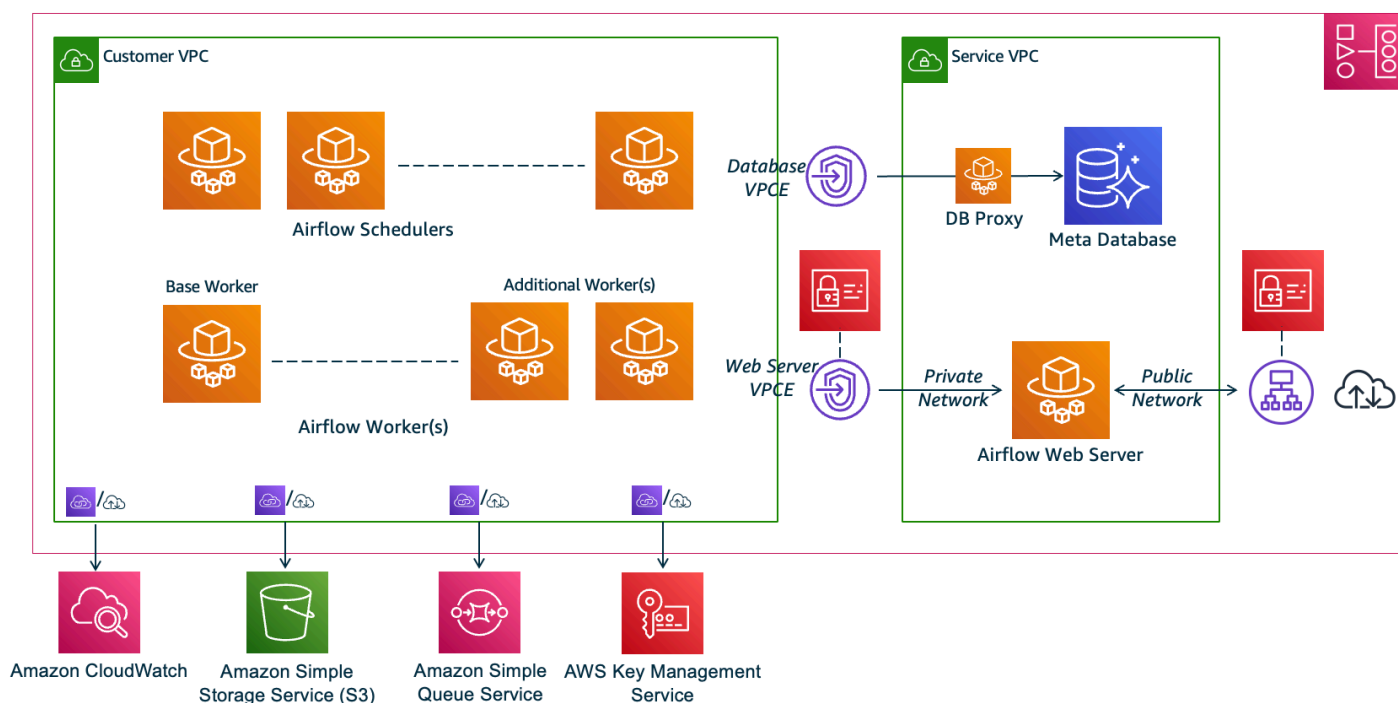 Customer VPC
Service VPC
Database
VPCE
DB Proxy
Meta Database
Airflow Schedulers
Base Worker
Additional Worker(s)
Web Server
VPCE
Private
Network
Public
Network
Airflow Worker(s)
Airflow Web Server
/
/
/
/
Amazon CloudWatch
Amazon Simple
Storage Service (S3)
Amazon Simple
Queue Service
AWS Key Management
Service